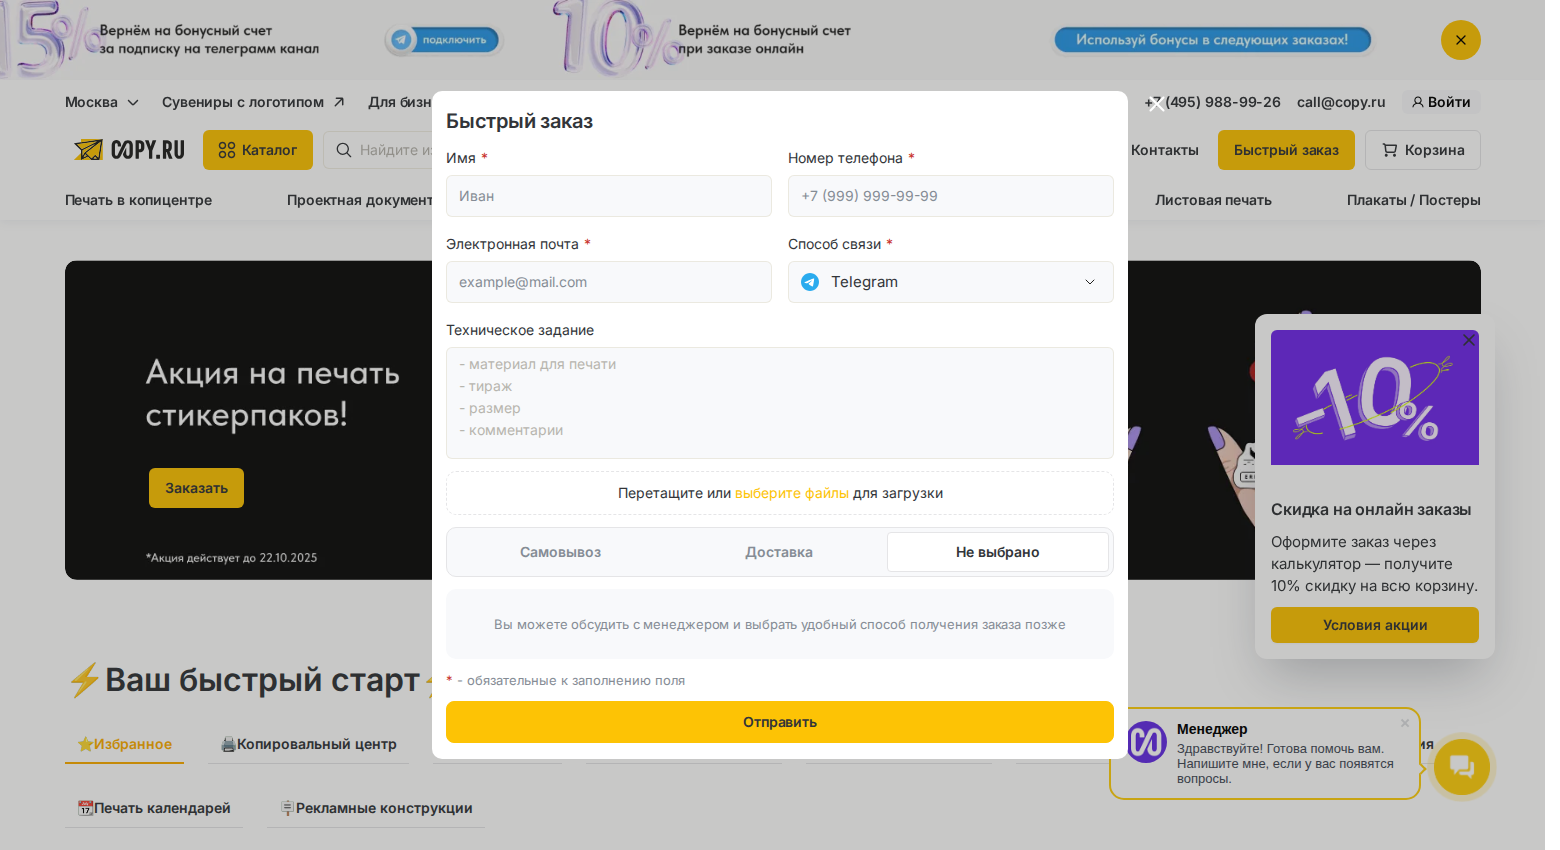 15%
Вернём на бонусный счет
за подписку на телеграмм канал
подключить
10%
Вернём на бонусный счет
при заказе онлайн
Используй бонусы в следующих заказах!
Москва
Сувениры с логотипом
Для бизн
+7 (495) 988-99-26
call@copy.ru
Войти
COPY.RU
Каталог
Найдите из
Контакты
Быстрый заказ
Корзина
Печать в копицентре
Проектная документ
Листовая печать
Плакаты / Постеры
Акция на печать
стикерпаков!
Заказать
*Акция действует до 22.10.2025
Быстрый заказ
Имя *
Номер телефона *
Иван
+7 (999) 999-99-99
Электронная почта *
Способ связи *
example@mail.com
Telegram
Техническое задание
- материал для печати
- тираж
- размер
- комментарии
Перетащите или выберите файлы для загрузки
Самовывоз
Доставка
Не выбрано
Вы можете обсудить с менеджером и выбрать удобный способ получения заказа позже
* - обязательные к заполнению поля
Отправить
-10%
Скидка на онлайн заказы
Оформите заказ через
калькулятор — получите
10% скидку на всю корзину.
Условия акции
⚡Ваш быстрый старт⚡
⭐Избранное
🖨️Копировальный центр
ия
📆Печать календарей
🪧Рекламные конструкции
Менеджер
Здравствуйте! Готова помочь вам.
Напишите мне, если у вас появятся
вопросы.